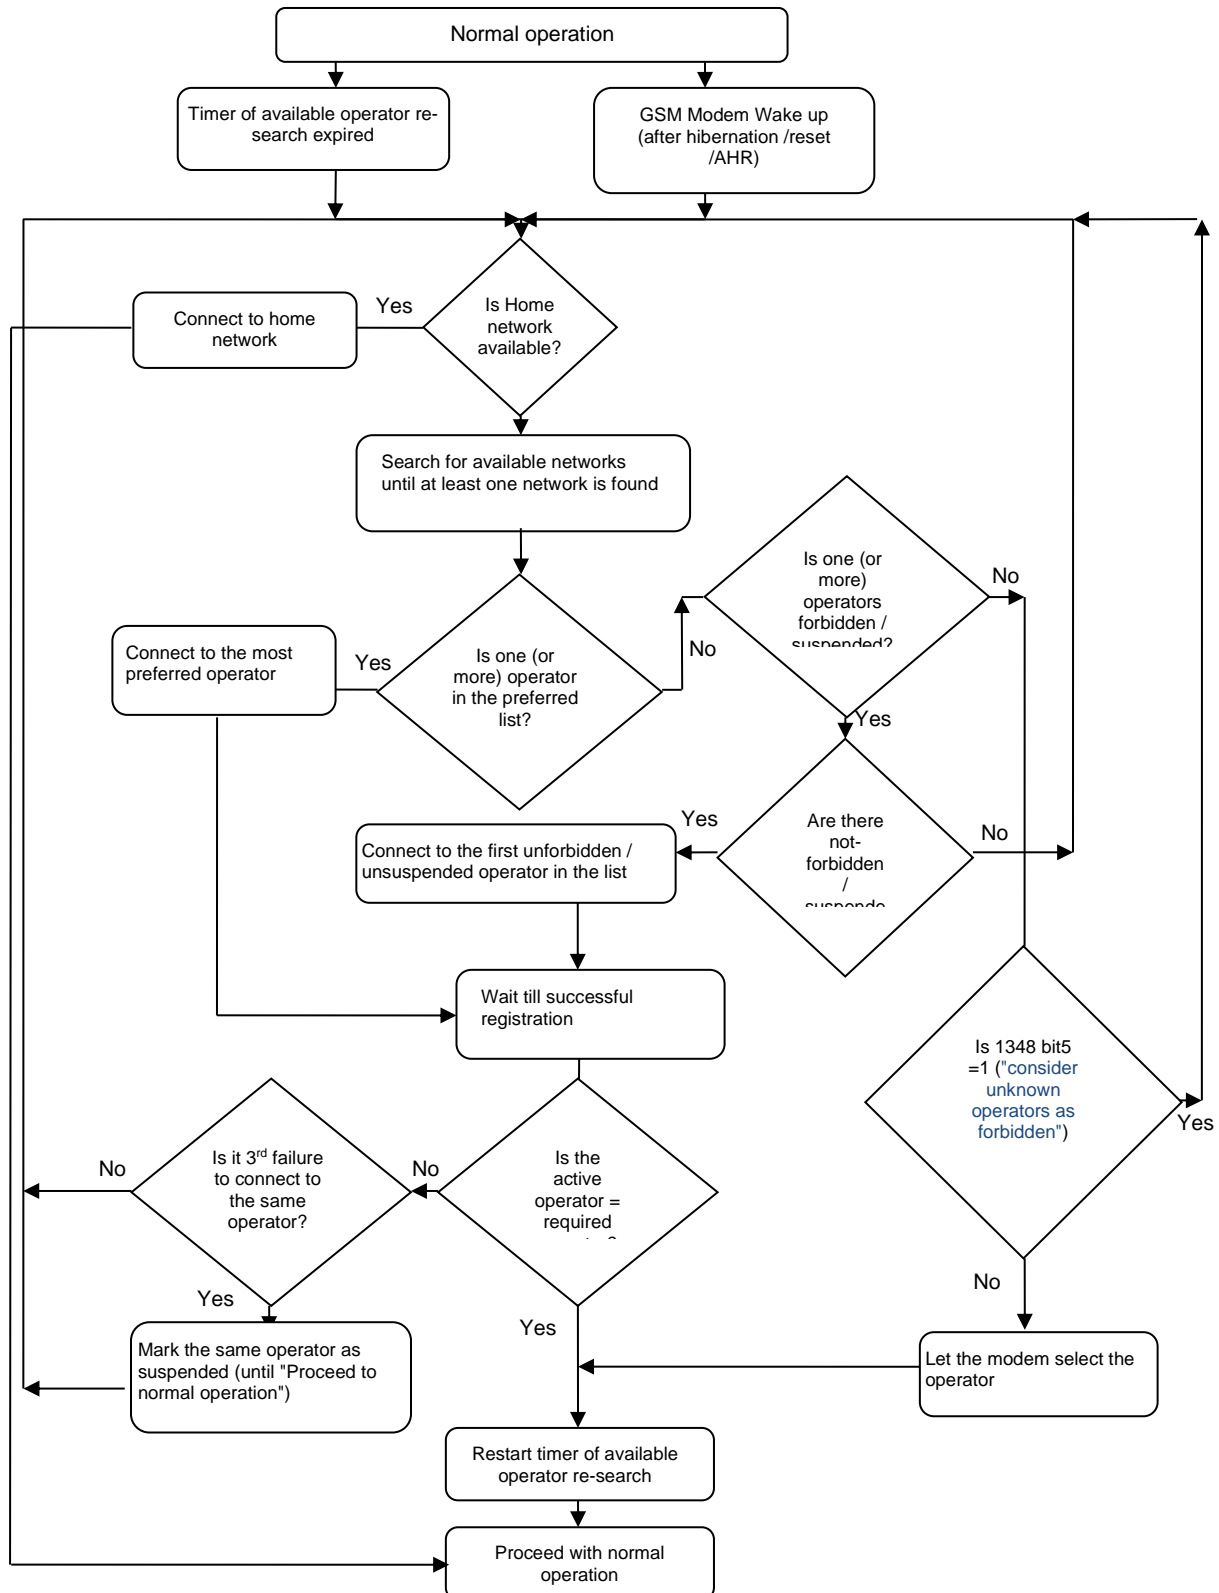 Normal operation
Timer of available operator re-
search expired
GSM Modem Wake up
(after hibernation /reset
/AHR)
Yes
Is Home
network
available?
Connect to home
network
Search for available networks
until at least one network is found
Is one (or
more)
operators
forbidden /
suspended?
No
Connect to the most
preferred operator
Yes
Is one (or
more) operator
in the preferred
list?
No
Yes
Connect to the first unforbidden /
unsuspended operator in the list
Yes
Are there
not-
forbidden
/
No
Wait till successful
registration
Is 1348 bit5
=1 ("consider
unknown
operators as
forbidden")
Yes
No
Is it 3rd failure
to connect to
the same
operator?
No
Is the
active
operator =
required
No
Yes
Mark the same operator as
suspended (until "Proceed to
normal operation")
Yes
Let the modem select the
operator
Restart timer of available
operator re-search
Proceed with normal
operation